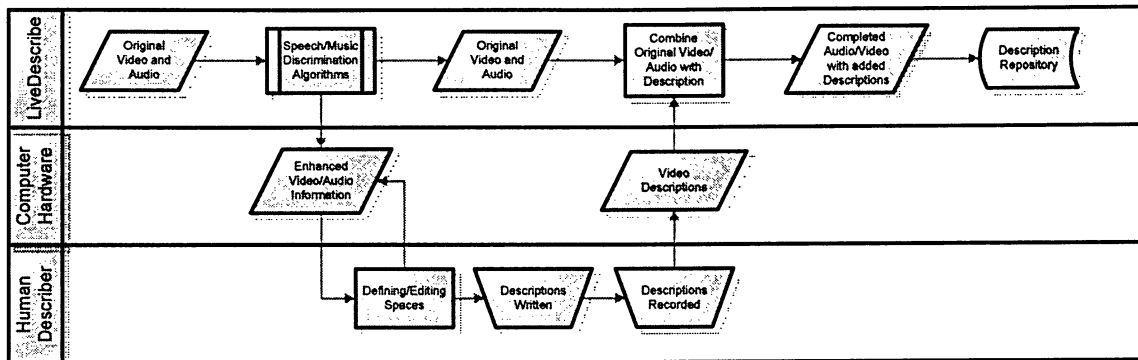 LiveDescribe
Original
Video and Audio
Speech/Music
Discrimination
Algorithms
Original
Video and Audio
Combine
Original Video/
Audio with
Description
Completed
Audio/Video
with added
Descriptions
Description
Repository
Computer
Hardware
Enhanced
Video/Audio
Information
Video
Descriptions
Human
Describer
Defining/Editing
Spaces
Descriptions
Written
Descriptions
Recorded